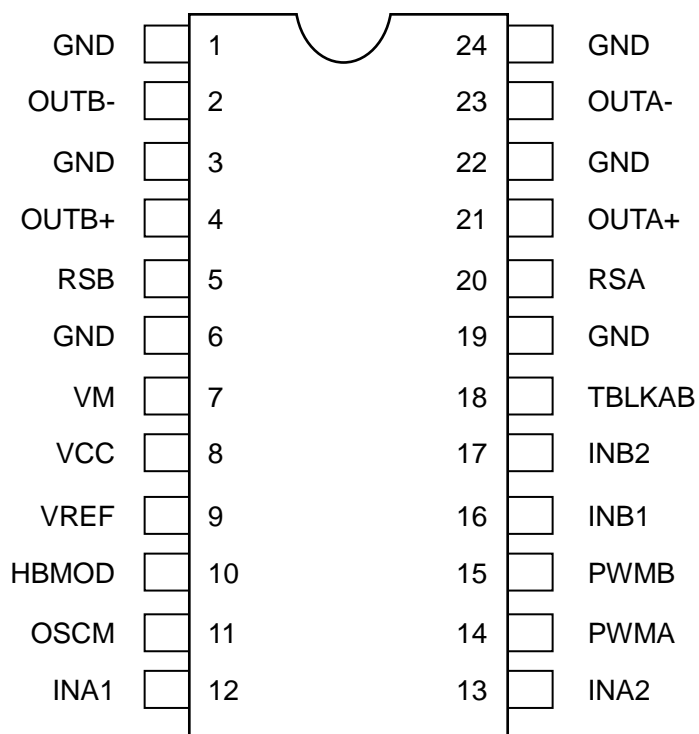 GND 1 24 GND
OUTB- 2 23 OUTA-
GND 3 22 GND
OUTB+ 4 21 OUTA+
RSB 5 20 RSA
GND 6 19 GND
VM 7 18 TBLKAB
VCC 8 17 INB2
VREF 9 16 INB1
HBMOD 10 15 PWMB
OSCM 11 14 PWMA
INA1 12 13 INA2